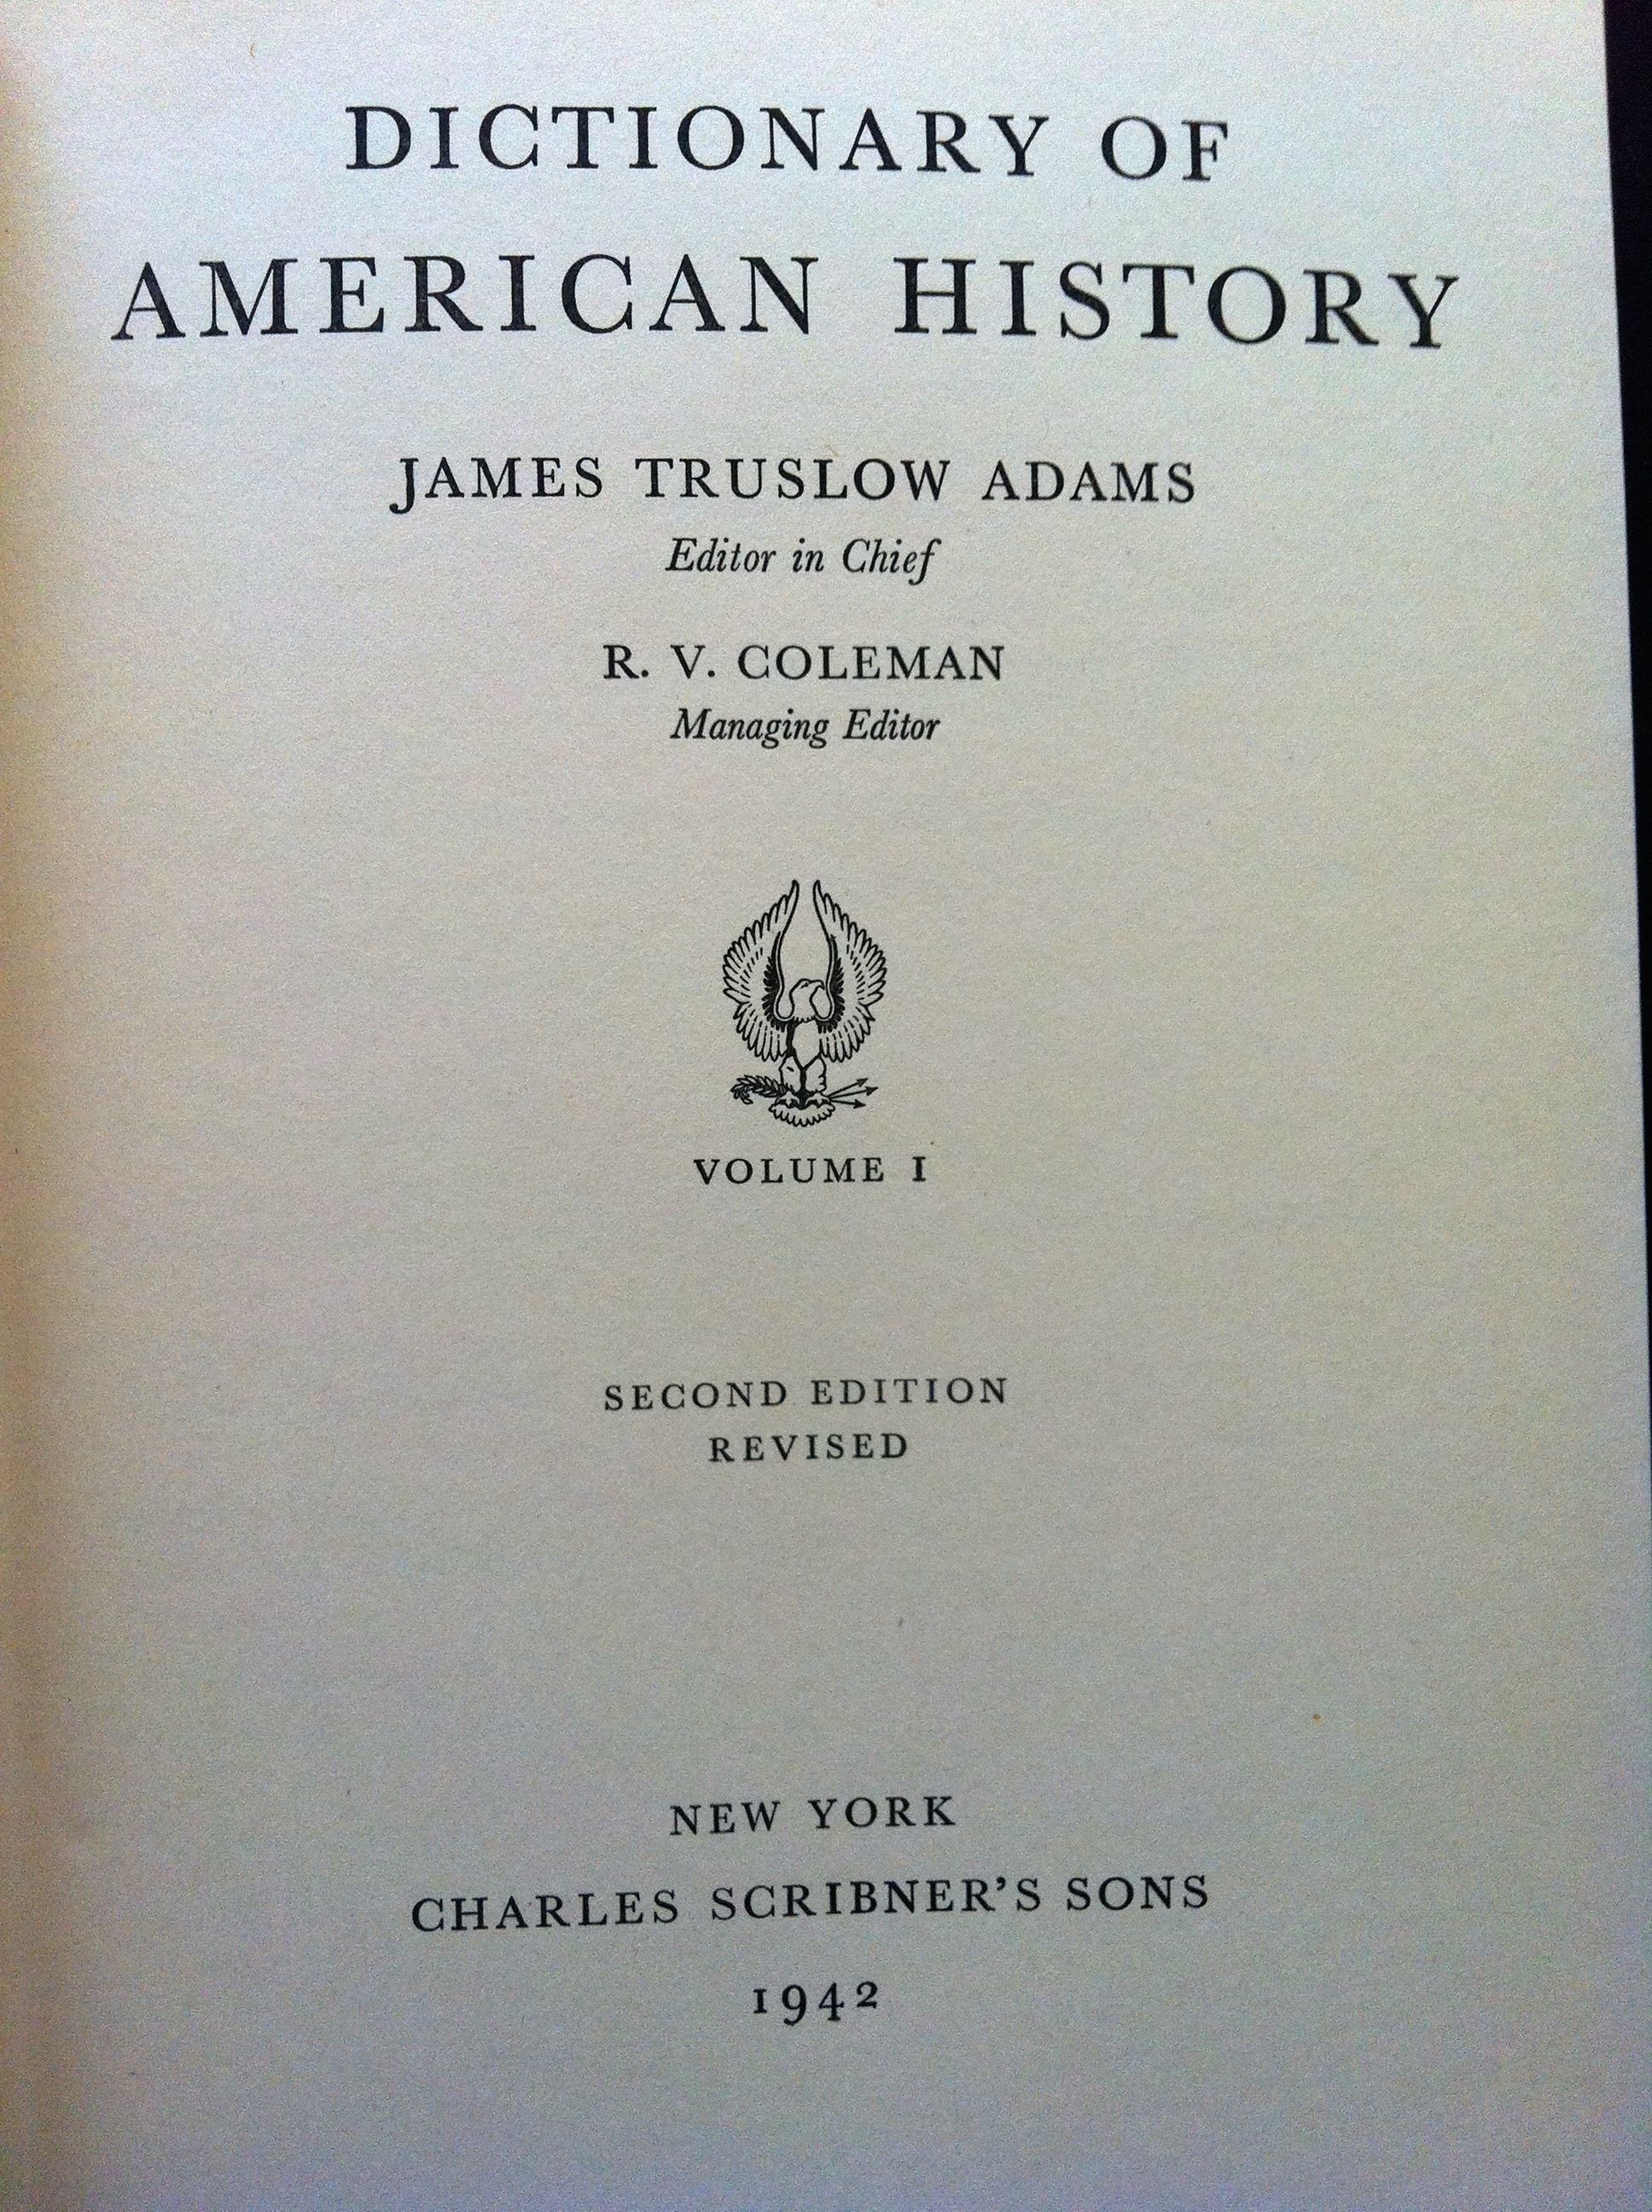 DICTIONARY OF
AMERICAN HISTORY
JAMES TRUSLOW ADAMS
Editor in Chief
R. V. COLEMAN
Managing Editor
VOLUME I
SECOND EDITION
REVISED
NEW YORK
CHARLES SCRIBNER'S SONS
1942